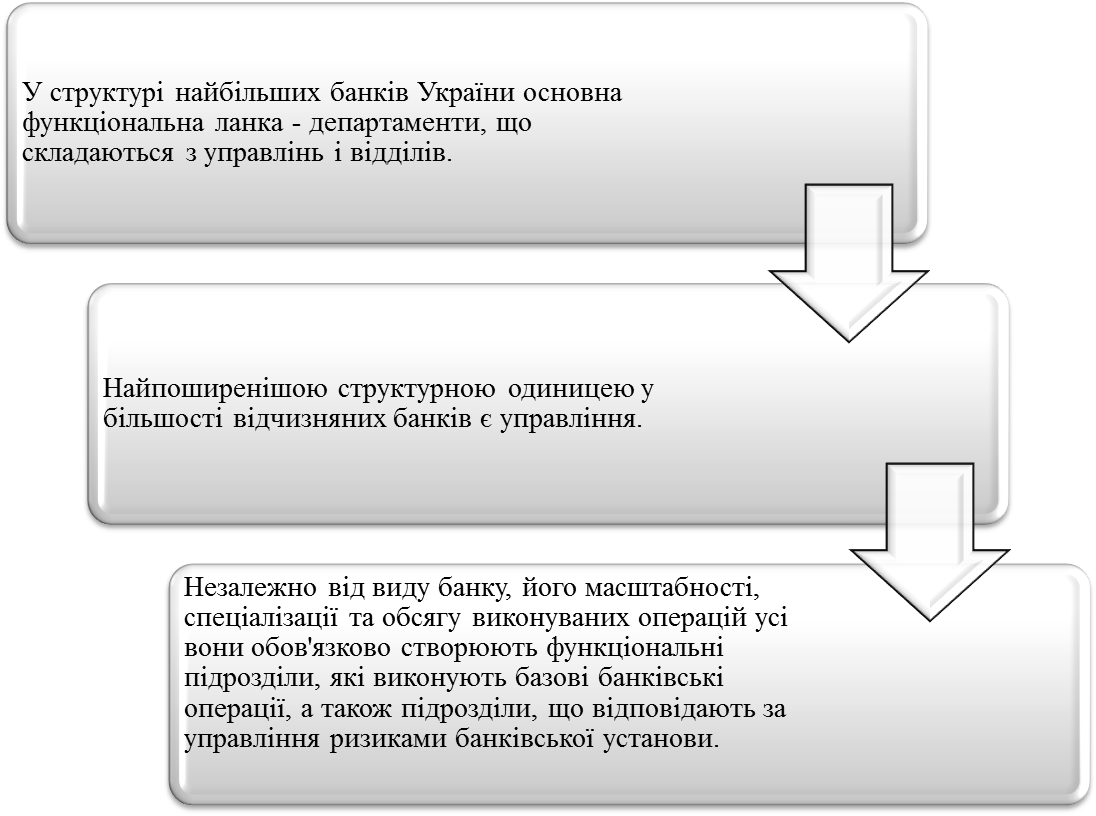 У структурі найбільших банків України основна
функціональна ланка - департаменти, що
складаються з управлінь і відділів.
Найпоширенішою структурною одиницею у
більшості відчизняних банків є управління.
Незалежно від виду банку, його масштабності,
спеціалізації та обсягу виконуваних операцій усі
вони обов'язково створюють функціональні
підрозділи, які виконують базові банківські
операції, а також підрозділи, що відповідають за
управління ризиками банківської установи.